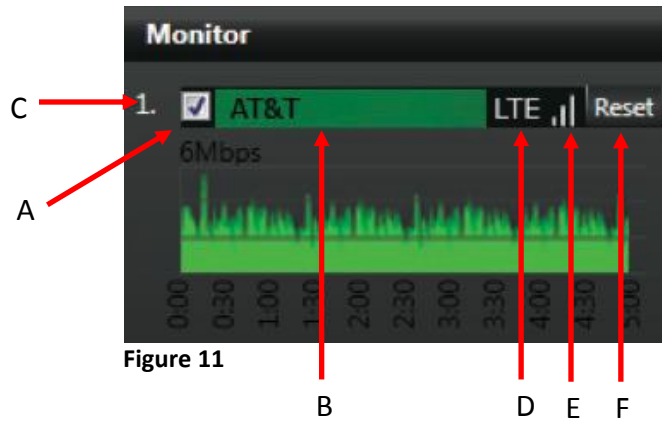 Monitor
C 1. AT&T LTE Reset
6Mbps
A
0:00 0:30 1:00 1:30 2:00 2:30 3:00 3:30 4:00 4:30 5:00
Figure 11
B D E F